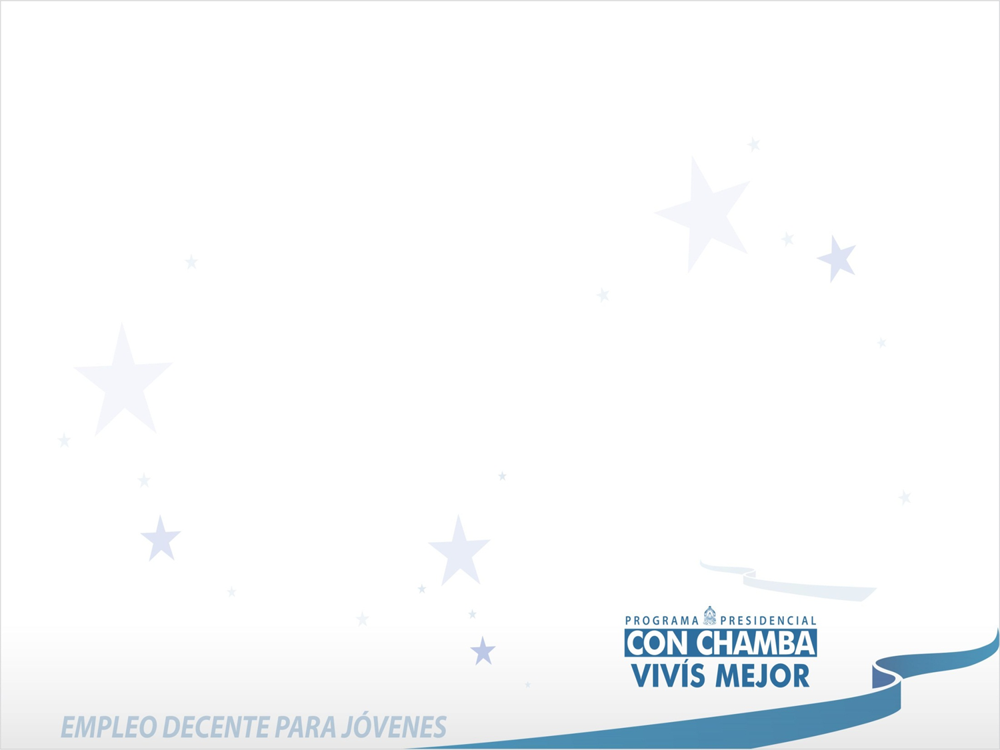 PROGRAMA PRESIDENCIAL
CON CHAMBA
VIVÍS MEJOR
EMPLEO DECENTE PARA JÓVENES